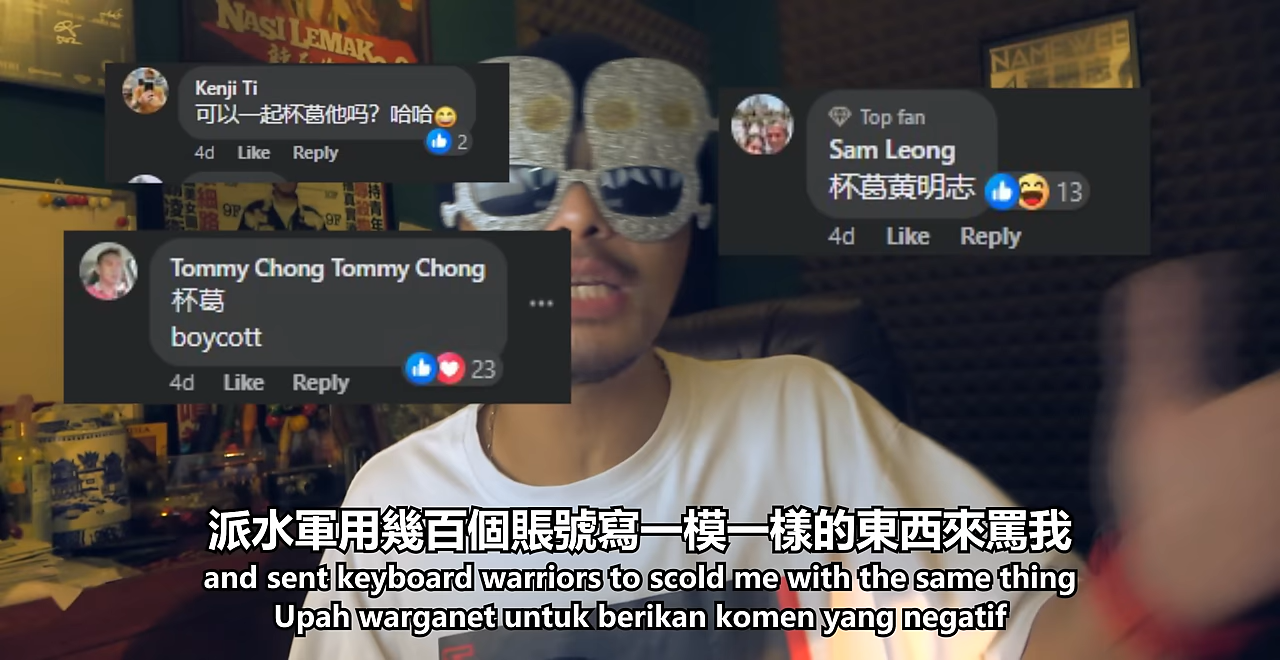 NASI LEMAK
NAMEWEE
Kenji Ti
可以一起杯葛他吗？哈哈😄
4d Like Reply
2
Top fan
Sam Leong
杯葛黄明志
13
4d Like Reply
Tommy Chong Tommy Chong
杯葛
boycott
23
4d Like Reply
9F
9F
派水軍用幾百個賬號寫一模一樣的東西來罵我
and sent keyboard warriors to scold me with the same thing
Upah warganet untuk berikan komen yang negatif